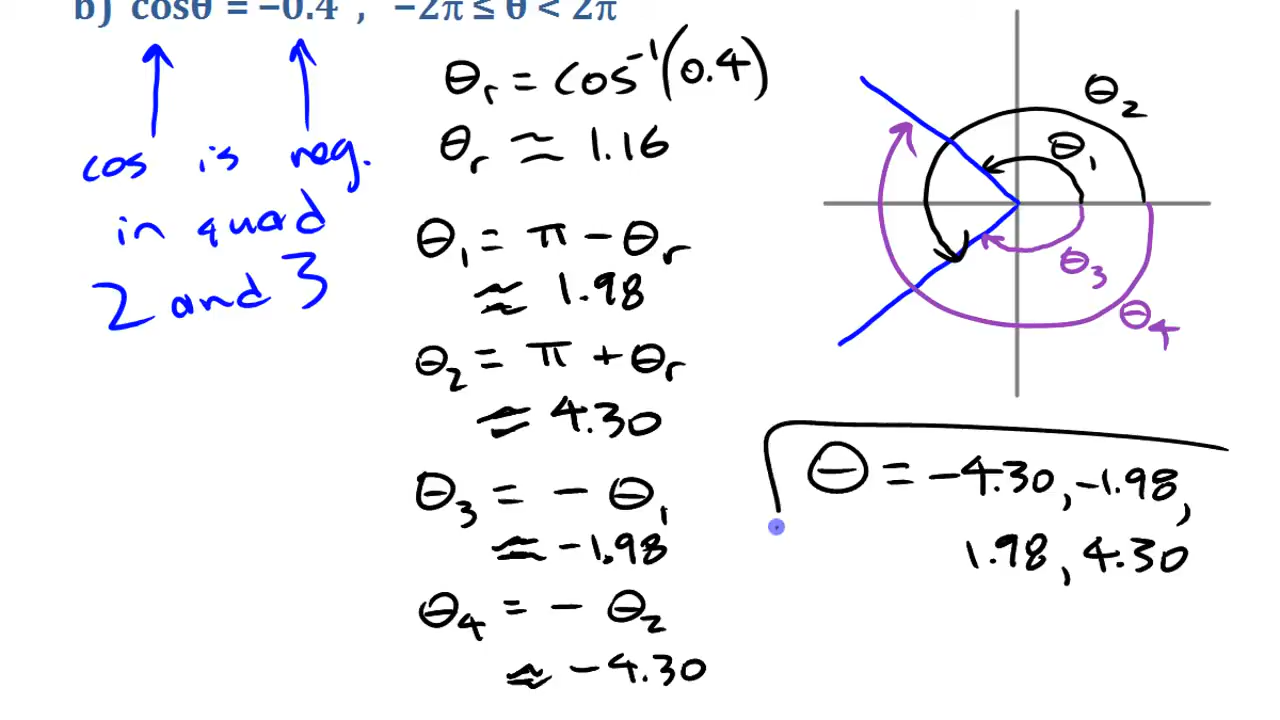 b) cosθ = −0.4 , −2π ≤ θ < 2π
cos is neg.
in quad
2 and 3
θr = cos⁻¹(0.4)
θr ≈ 1.16
θ₁ = π − θr
≈ 1.98
θ₂ = π + θr
≈ 4.30
θ₃ = − θ₁
≈ −1.98
θ₄ = − θ₂
≈ −4.30
θ₂
θ₁
θ₃
θ₄
θ = −4.30, −1.98,
1.98, 4.30